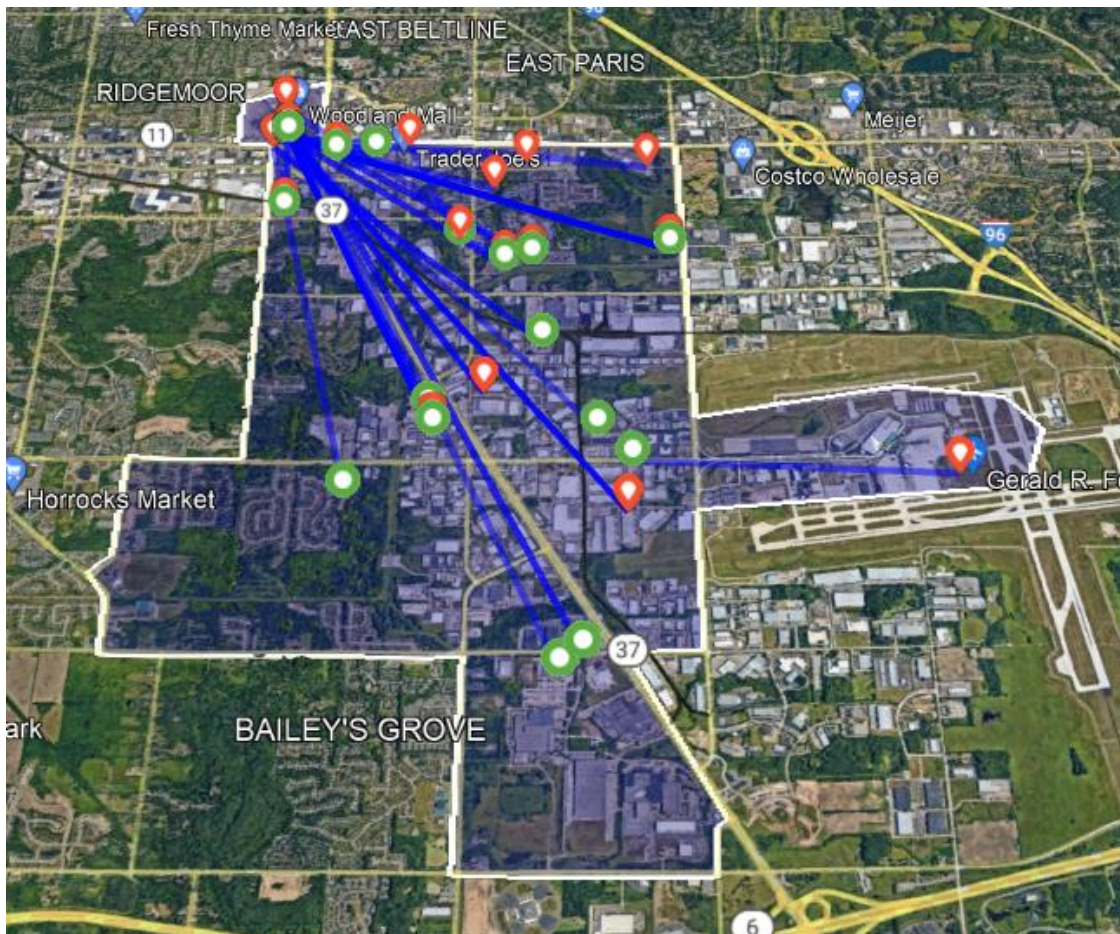 96
Fresh Thyme Market
EAST BELTLINE
EAST PARIS
RIDGEMOOR
Woodland Mall
11
Meijer
Trader Joe's
Costco Wholesale
37
96
Horrocks Market
Gerald R. Fo
37
BAILEY'S GROVE
ark
6